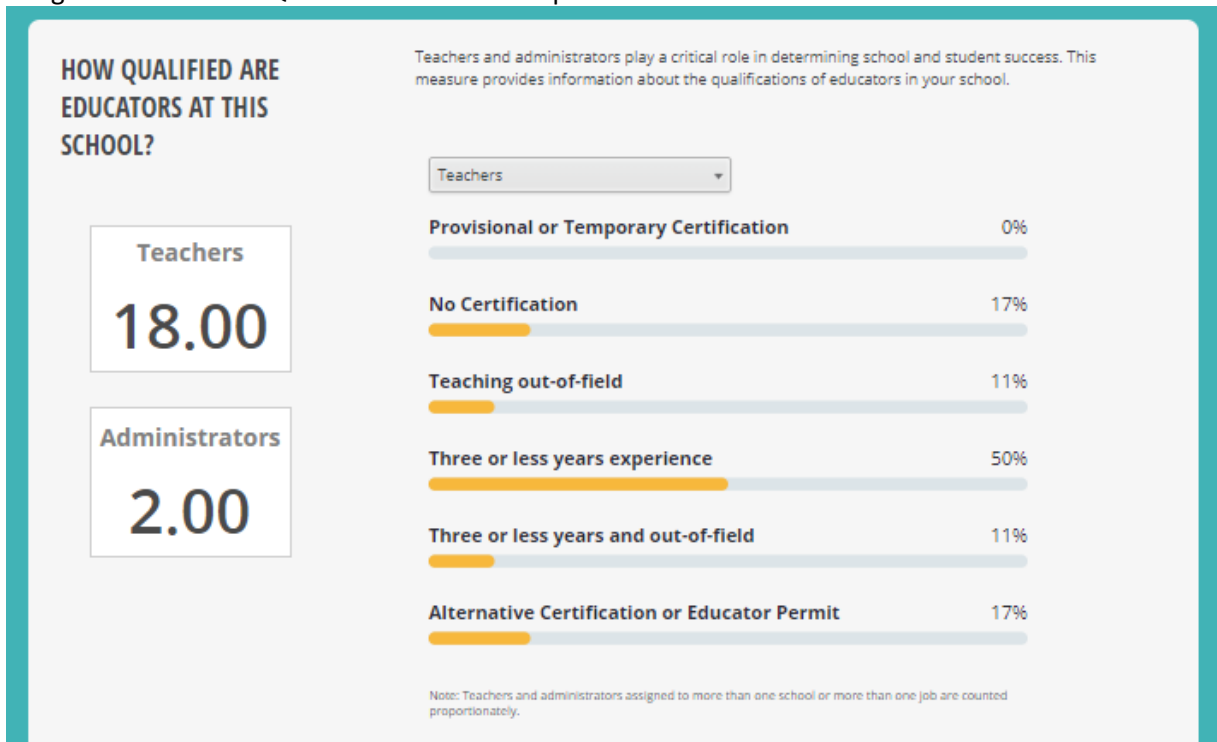 HOW QUALIFIED ARE
EDUCATORS AT THIS
SCHOOL?
Teachers and administrators play a critical role in determining school and student success. This
measure provides information about the qualifications of educators in your school.
Teachers
18.00
Administrators
2.00
Teachers
Provisional or Temporary Certification 0%
No Certification 17%
Teaching out-of-field 11%
Three or less years experience 50%
Three or less years and out-of-field 11%
Alternative Certification or Educator Permit 17%
Note: Teachers and administrators assigned to more than one school or more than one job are counted
proportionately.